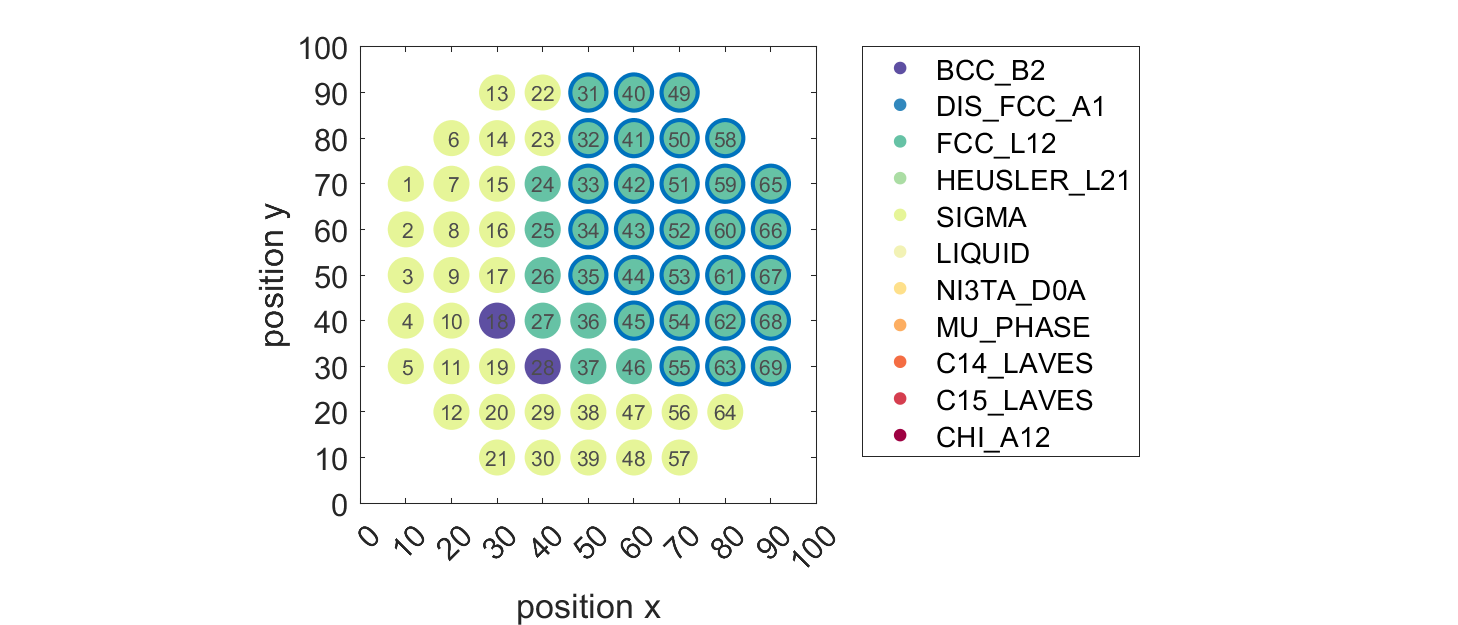 100
90
80
70
60
50
40
30
20
10
0
position y
13 22 31 40 49
6 14 23 32 41 50 58
1 7 15 24 33 42 51 59 65
2 8 16 25 34 43 52 60 66
3 9 17 26 35 44 53 61 67
4 10 18 27 36 45 54 62 68
5 11 19 28 37 46 55 63 69
12 20 29 38 47 56 64
21 30 39 48 57
0 10 20 30 40 50 60 70 80 90 100
position x
BCC_B2
DIS_FCC_A1
FCC_L12
HEUSLER_L21
SIGMA
LIQUID
NI3TA_D0A
MU_PHASE
C14_LAVES
C15_LAVES
CHI_A12